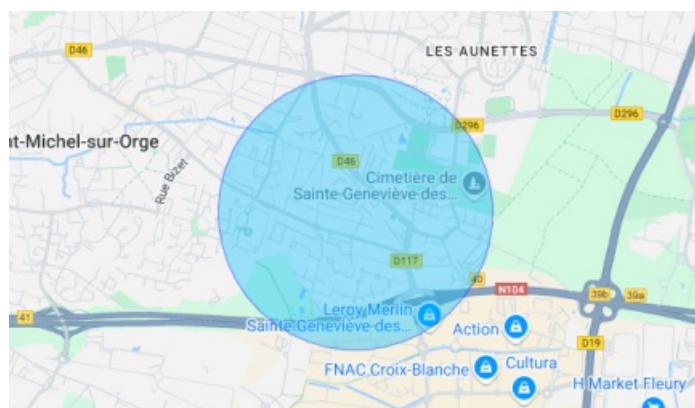 D46
LES AUNETTES
D296
D296
nt-Michel-sur-Orge
D46
Rue Bizet
Cimetière de
Sainte Geneviève des...
D117
40
N104
39b
39a
41
Leroy Merlin
Sainte Geneviève des...
Action
D19
FNAC Croix-Blanche
Cultura
H Market Fleury